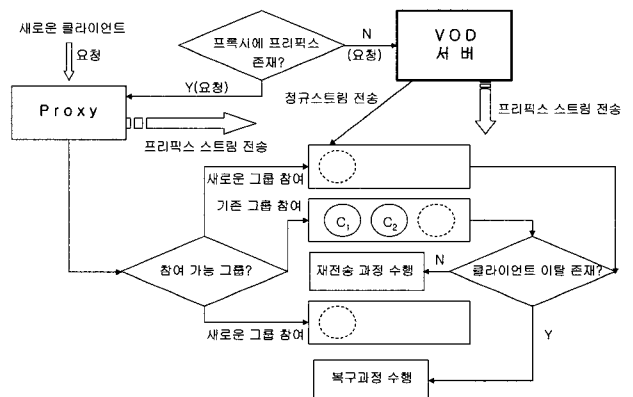 새로운 클라이언트
요청
프록시에 프리픽스
존재?
N
(요청)
VOD
서 버
Y(요청)
Proxy
프리픽스 스트림 전송
정규스트림 전송
프리픽스 스트림 전송
새로운 그룹 참여
기존 그룹 참여
C1
C2
참여 가능 그룹?
재전송 과정 수행
N
클라이언트 이탈 존재?
새로운 그룹 참여
Y
복구과정 수행